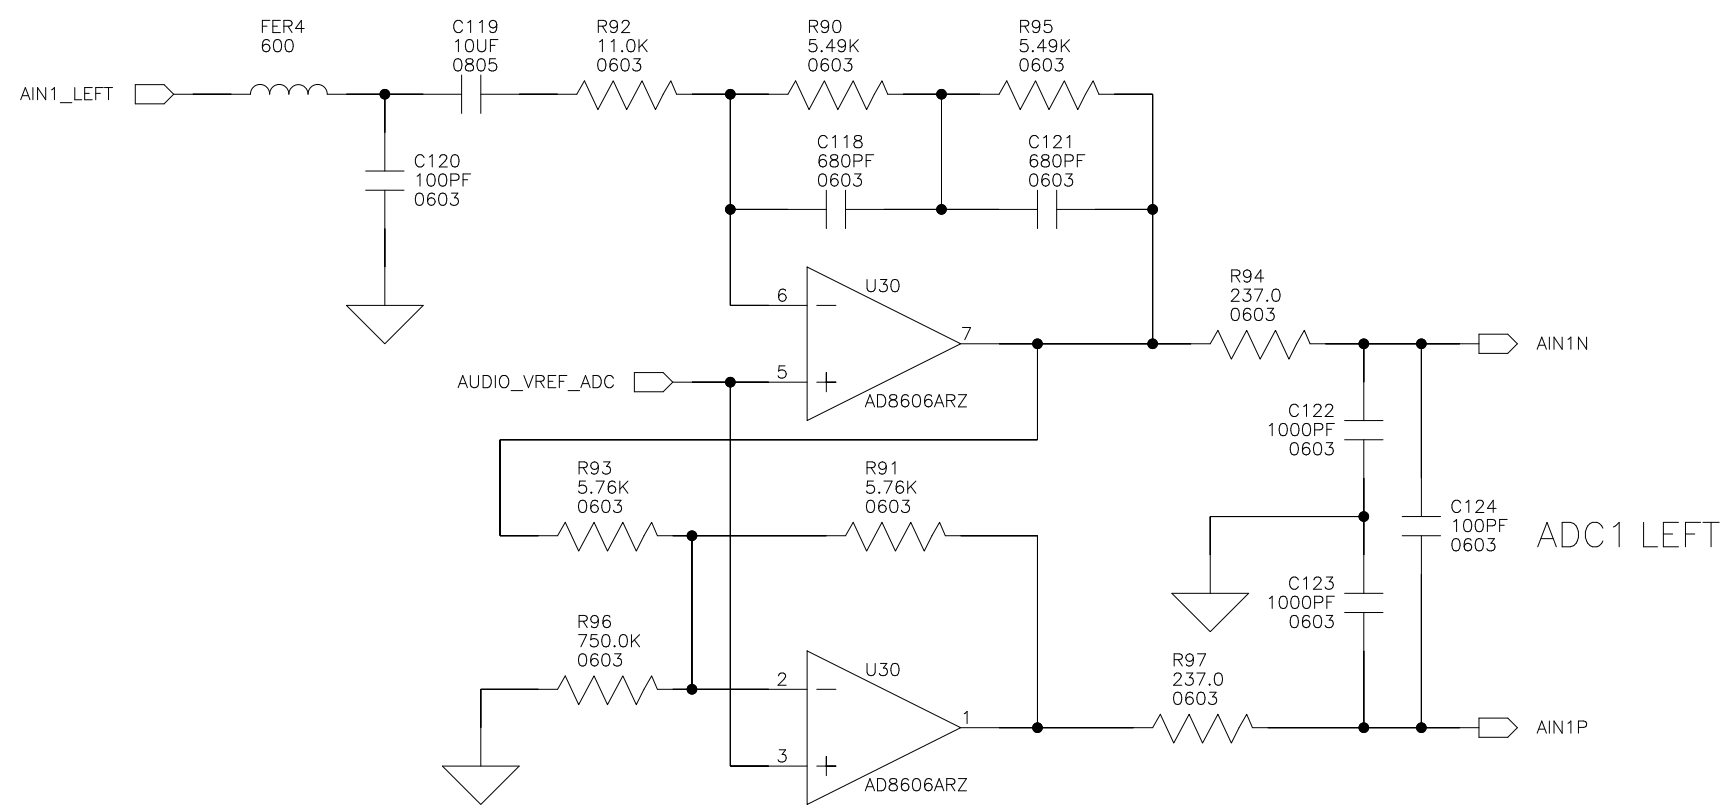 FER4
600
C119
10UF
0805
R92
11.0K
0603
R90
5.49K
0603
R95
5.49K
0603
AIN1_LEFT
C120
100PF
0603
C118
680PF
0603
C121
680PF
0603
6
U30
7
5
AD8606ARZ
AUDIO_VREF_ADC
R94
237.0
0603
AIN1N
C122
1000PF
0603
R93
5.76K
0603
R91
5.76K
0603
C124
100PF
0603
ADC1 LEFT
C123
1000PF
0603
R96
750.0K
0603
2
U30
1
3
AD8606ARZ
R97
237.0
0603
AIN1P